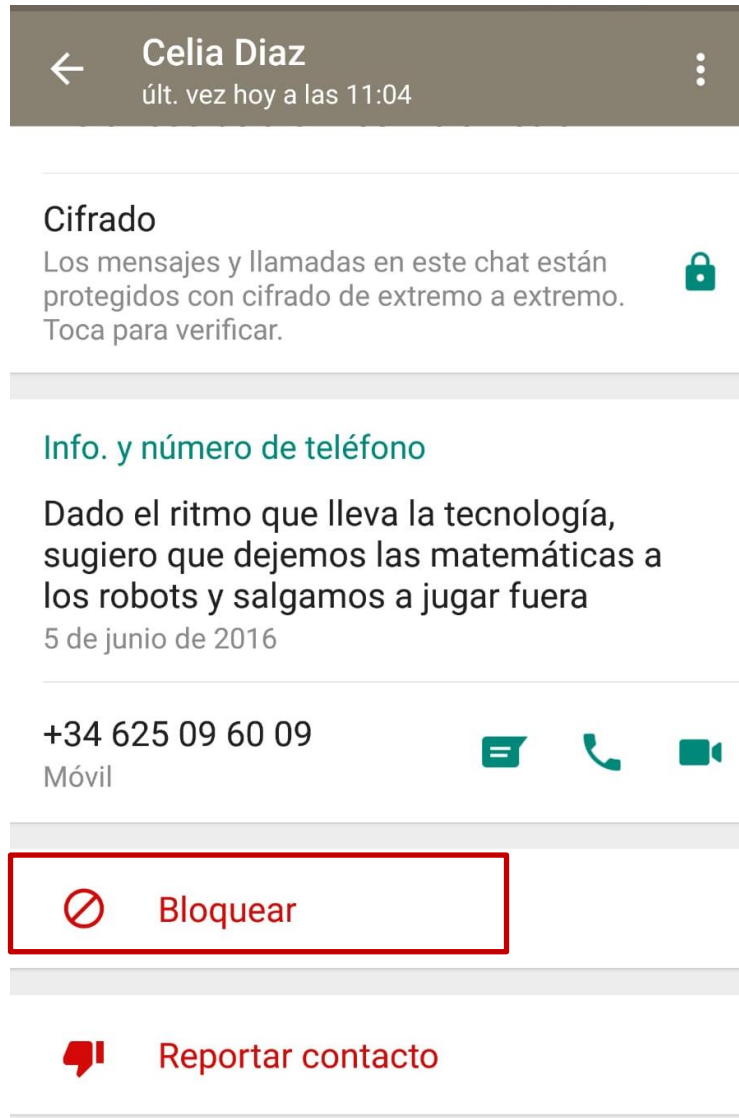 Celia Diaz
últ. vez hoy a las 11:04
Cifrado
Los mensajes y llamadas en este chat están
protegidos con cifrado de extremo a extremo.
Toca para verificar.
Info. y número de teléfono
Dado el ritmo que lleva la tecnología,
sugiero que dejemos las matemáticas a
los robots y salgamos a jugar fuera
5 de junio de 2016
+34 625 09 60 09
Móvil
Bloquear
Reportar contacto